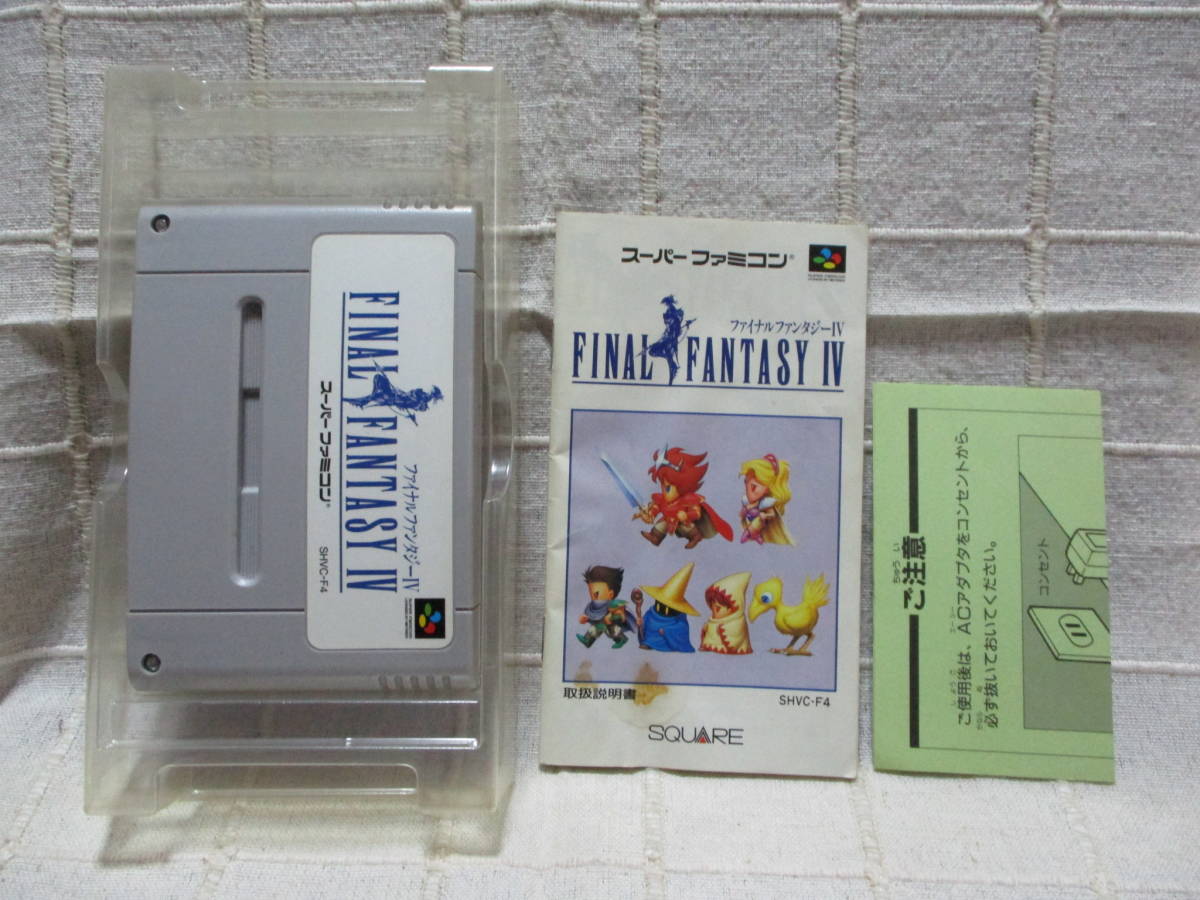 ファイナルファンタジーIV
FINAL FANTASY IV
スーパーファミコン®
SHVC-F4
スーパーファミコン®
ファイナルファンタジーIV
FINAL FANTASY IV
取扱説明書
SHVC-F4
SQUARE
ご注意
ちゅうい
ご使用後は、ACアダプタをコンセントから、
必ず抜いておいてください。
コンセント